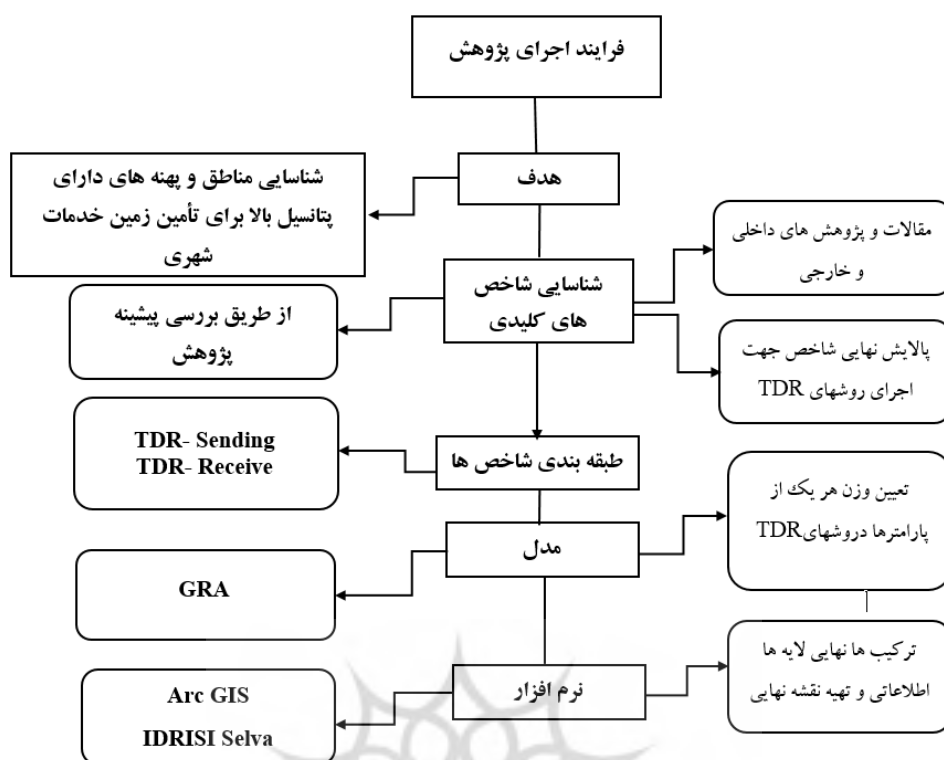 فرایند اجرای پژوهش
هدف
شناسایی مناطق و پهنه های دارای
پتانسیل بالا برای تأمین زمین خدمات
شهری
مقالات و پژوهش های داخلی
و خارجی
شناسایی شاخص
های کلیدی
از طریق بررسی پیشینه
پژوهش
پالایش نهایی شاخص جهت
اجرای روشهای TDR
طبقه بندی شاخص ها
TDR- Sending
TDR- Receive
تعیین وزن هر یک از
پارامترها درروشهایTDR
مدل
GRA
ترکیب ها نهایی لایه ها
اطلاعاتی و تهیه نقشه نهایی
نرم افزار
Arc GIS
IDRISI Selva